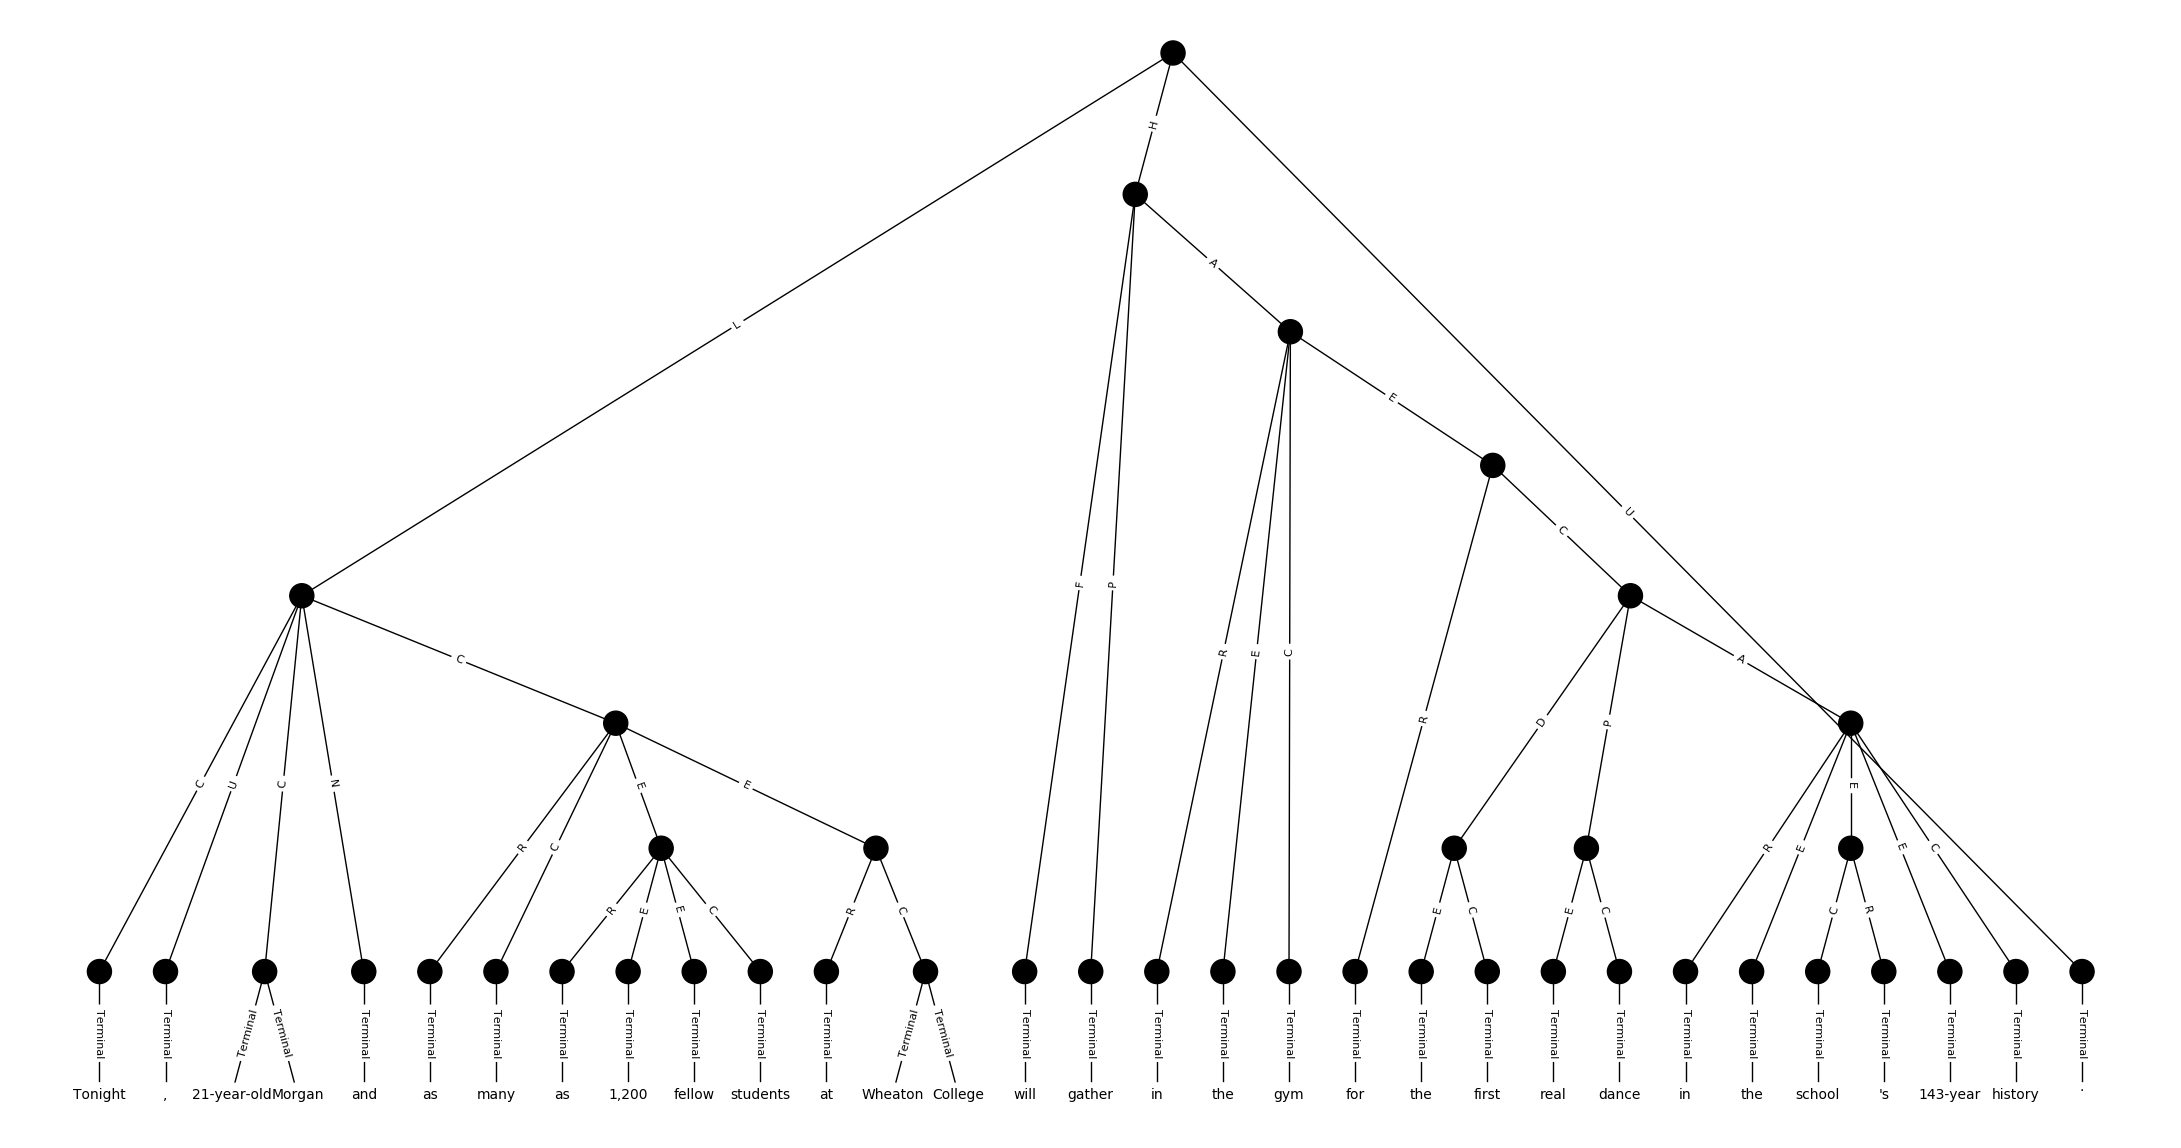 H
A
L
E
U
C
F
P
R
E
C
C
A
R
D
P
C
U
C
N
E
E
E
R
C
R
E
E
C
R
E
E
C
R
C
E
C
E
C
C
R
Terminal Terminal Terminal Terminal Terminal Terminal Terminal Terminal Terminal Terminal Terminal Terminal Terminal Terminal Terminal Terminal Terminal Terminal Terminal Terminal Terminal Terminal Terminal Terminal Terminal Terminal Terminal Terminal Terminal Terminal Terminal
Tonight , 21-year-old Morgan and as many as 1,200 fellow students at Wheaton College will gather in the gym for the first real dance in the school 's 143-year history .